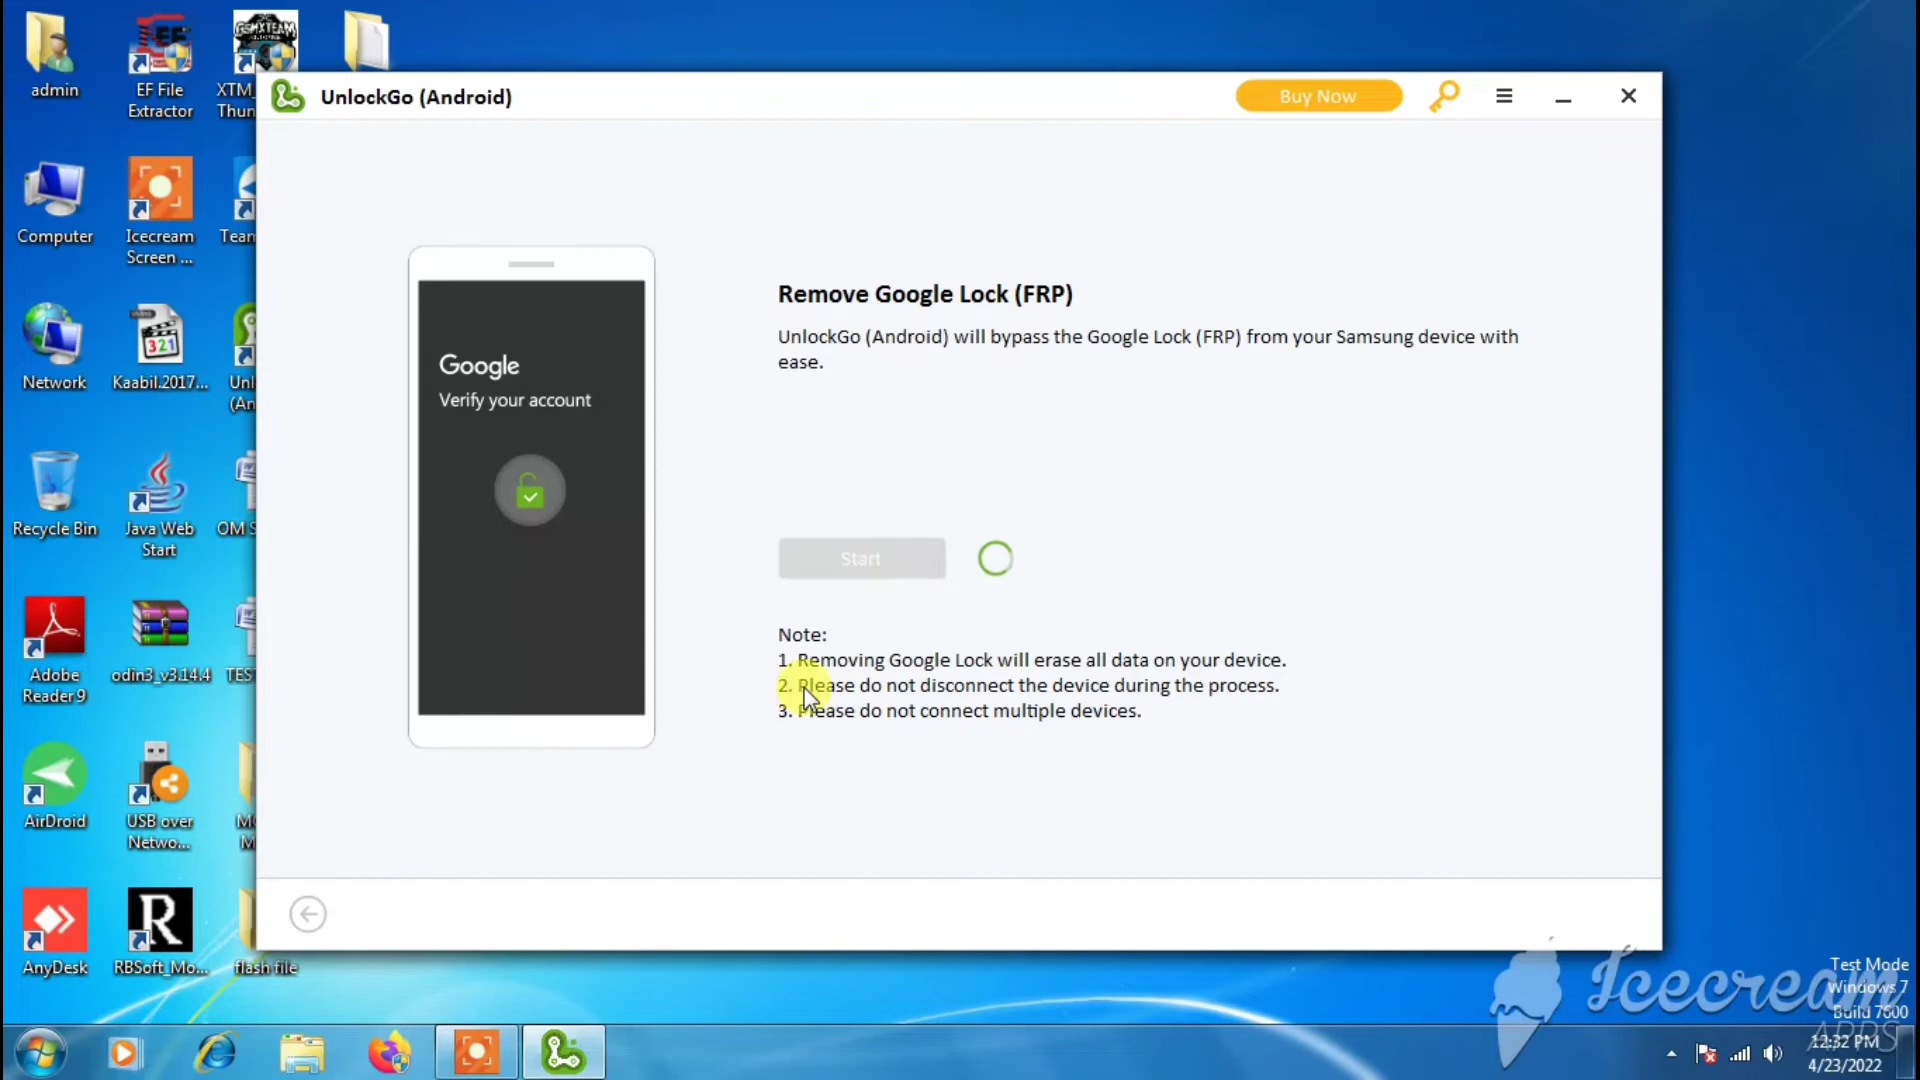 admin
EF File
Extractor
XTM_
Thun
UnlockGo (Android)
Buy Now
Computer
Icecream
Screen ...
Team
Network
Kaabil.2017...
Unl
(An
Recycle Bin
Java Web
Start
OM S
Adobe
Reader 9
odin3_v3.14.4
TEST
AirDroid
USB over
Netwo...
AnyDesk
RBSoft_Mo...
flash file
Google
Verify your account
Remove Google Lock (FRP)
UnlockGo (Android) will bypass the Google Lock (FRP) from your Samsung device with
ease.
Start
Note:
1. Removing Google Lock will erase all data on your device.
2. Please do not disconnect the device during the process.
3. Please do not connect multiple devices.
Test Mode
Windows 7
Build 7600
Icecream
APPS
12:32 PM
4/23/2022